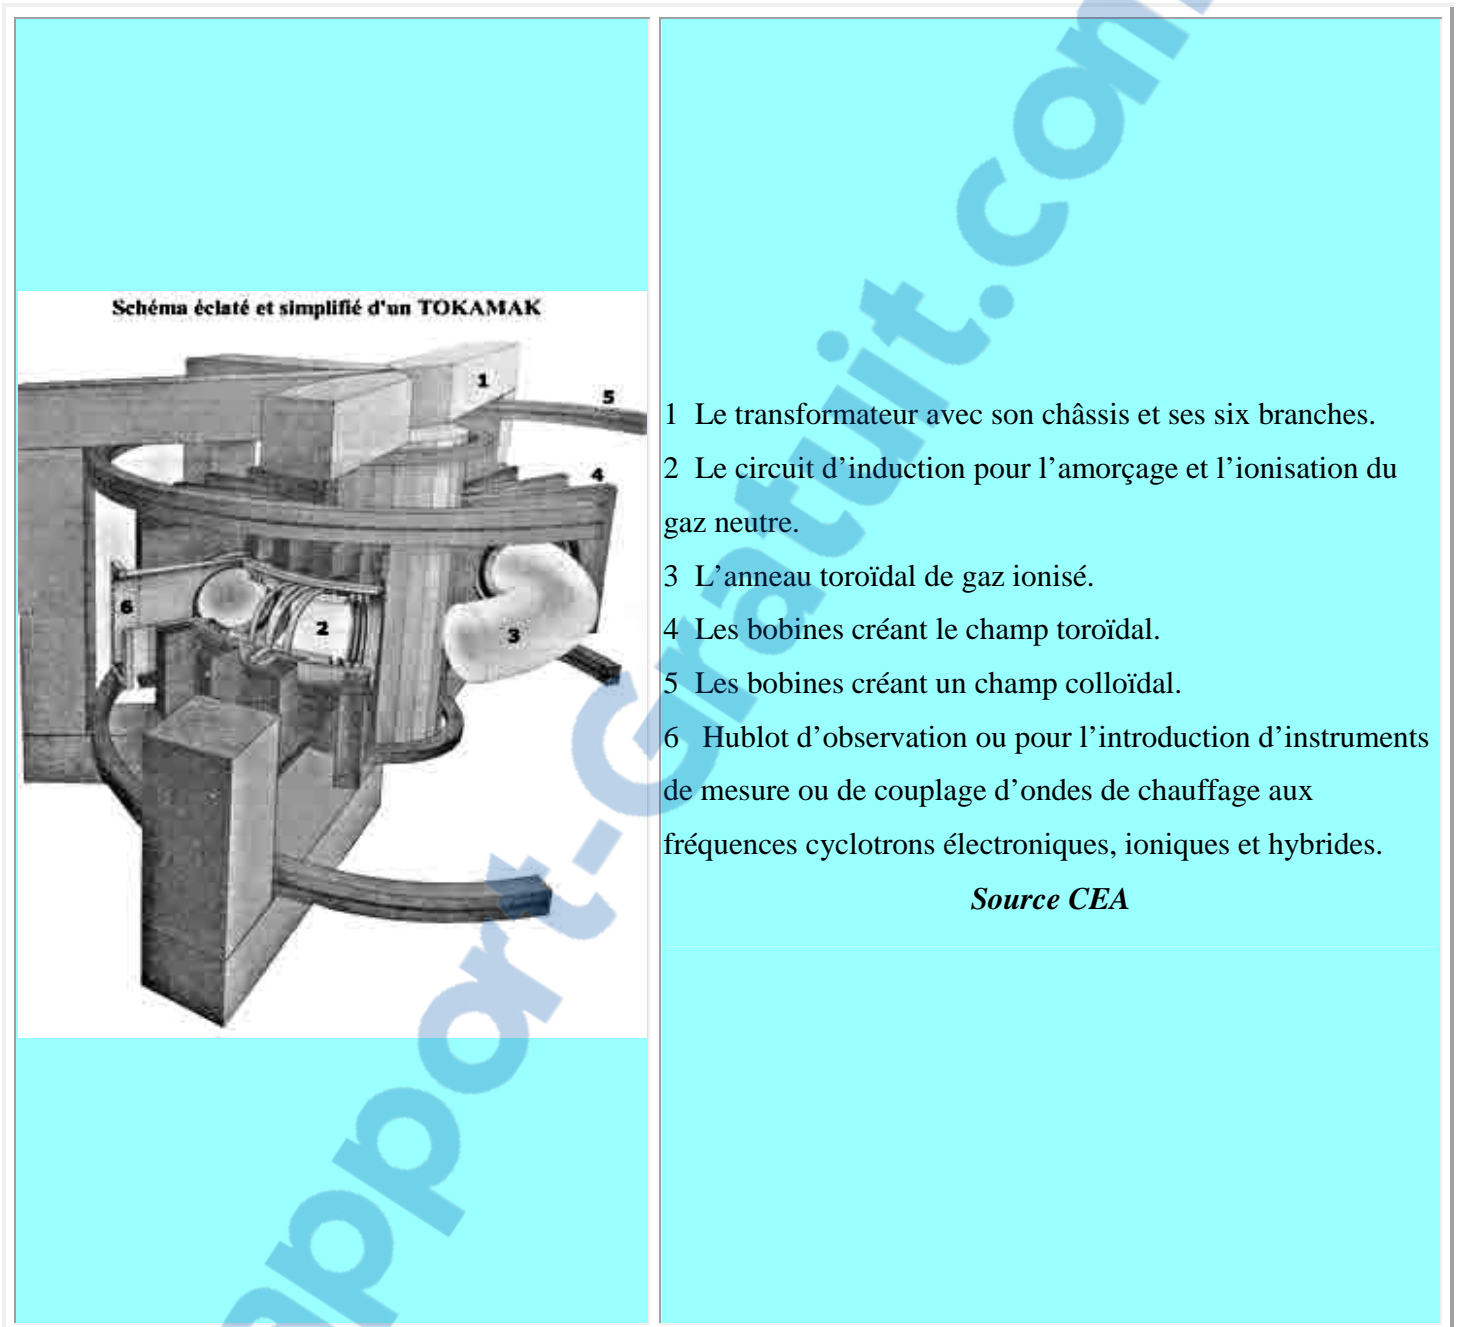 Schéma éclaté et simplifié d'un TOKAMAK
1
5
4
6
2
3
1 Le transformateur avec son châssis et ses six branches.
2 Le circuit d’induction pour l’amorçage et l’ionisation du
gaz neutre.
3 L’anneau toroïdal de gaz ionisé.
4 Les bobines créant le champ toroïdal.
5 Les bobines créant un champ colloïdal.
6 Hublot d’observation ou pour l’introduction d’instruments
de mesure ou de couplage d’ondes de chauffage aux
fréquences cyclotrons électroniques, ioniques et hybrides.
Source CEA
apport-Gratuit.com